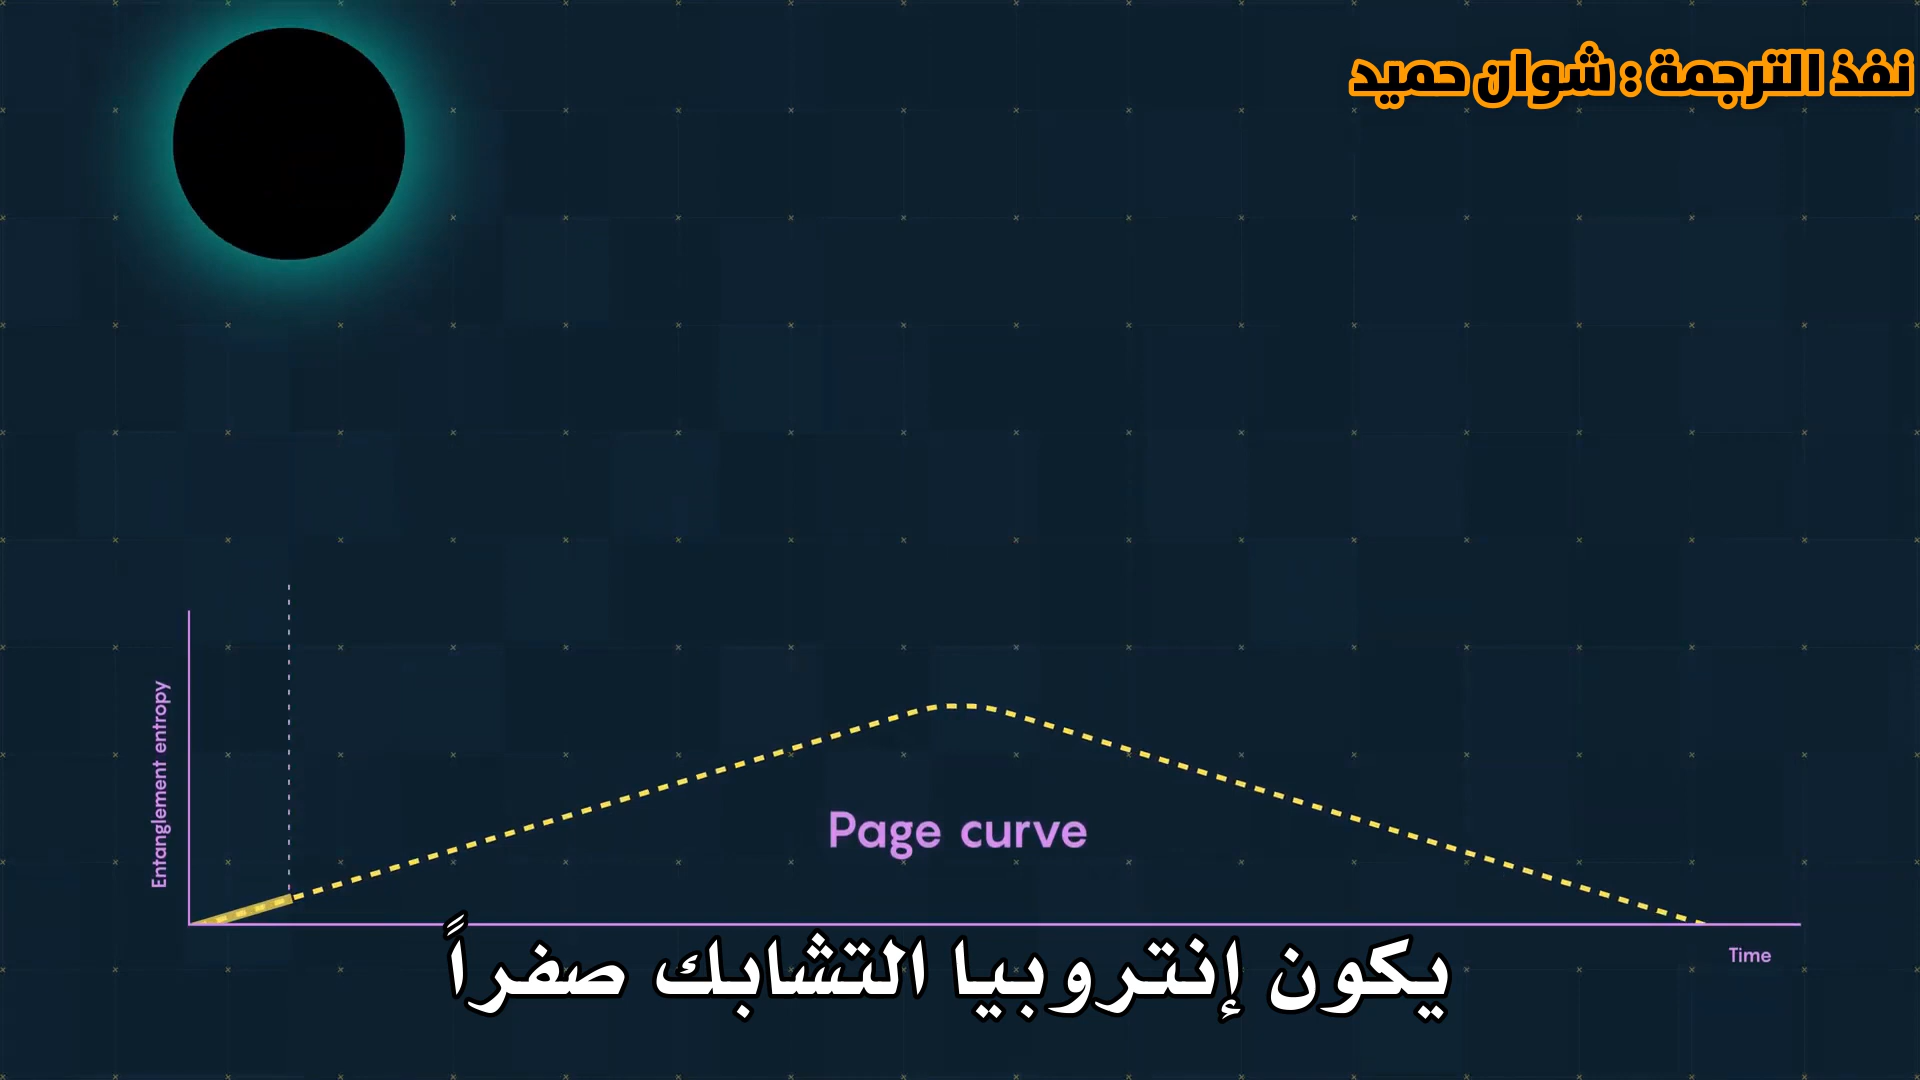 نفذ الترجمة : شوان حميد
Entanglement entropy
Page curve
Time
يكون إنتروبيا التشابك صفراً